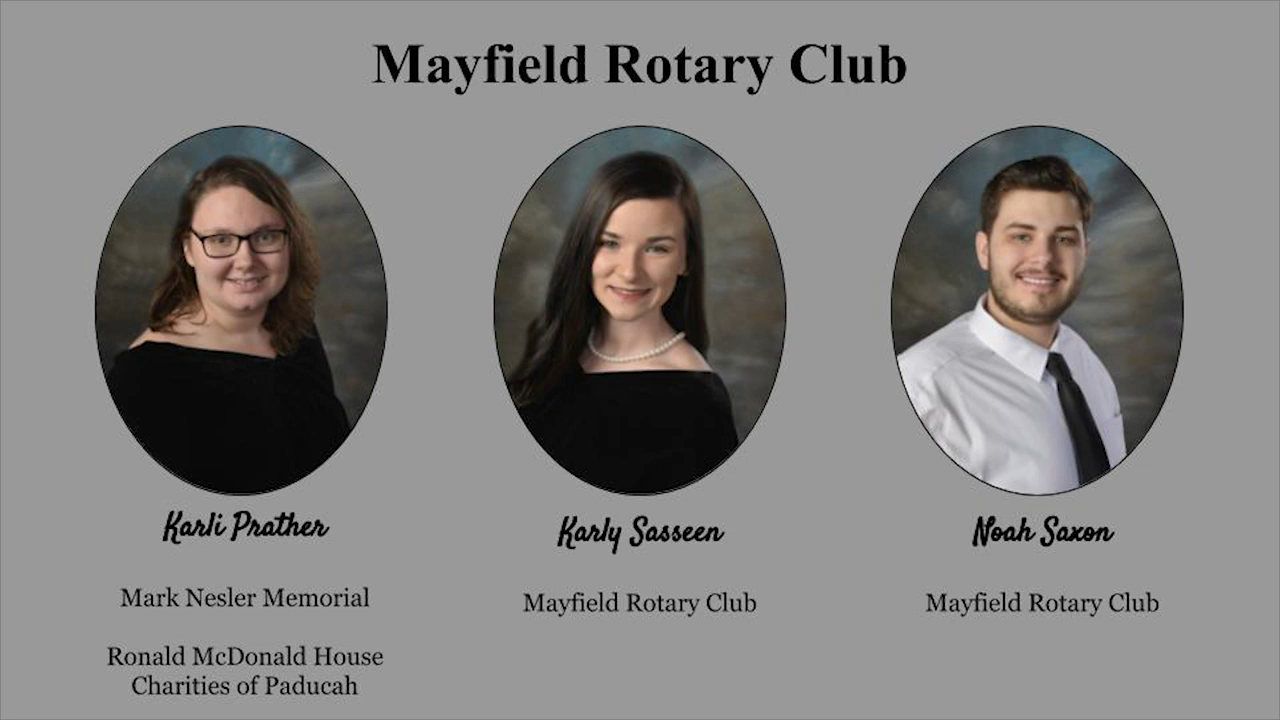 Mayfield Rotary Club
Karli Prather
Mark Nesler Memorial
Ronald McDonald House
Charities of Paducah
Karly Sasseen
Mayfield Rotary Club
Noah Saxon
Mayfield Rotary Club